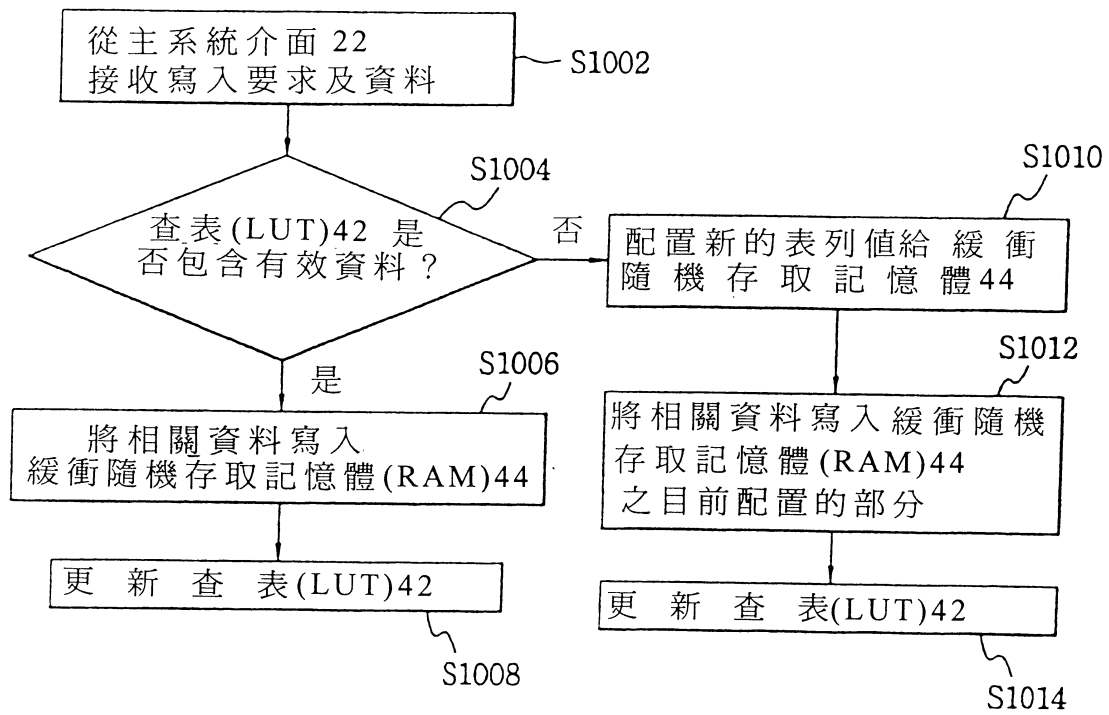 從主系統介面22
接收寫入要求及資料
S1002
S1004
查表(LUT)42是
否包含有效資料?
否
S1010
配置新的表列值給緩衝
隨機存取記憶體44
是
S1006
將相關資料寫入
緩衝隨機存取記憶體(RAM)44
S1012
將相關資料寫入緩衝隨機
存取記憶體(RAM)44
之目前配置的部分
更新查表(LUT)42
S1008
更新查表(LUT)42
S1014